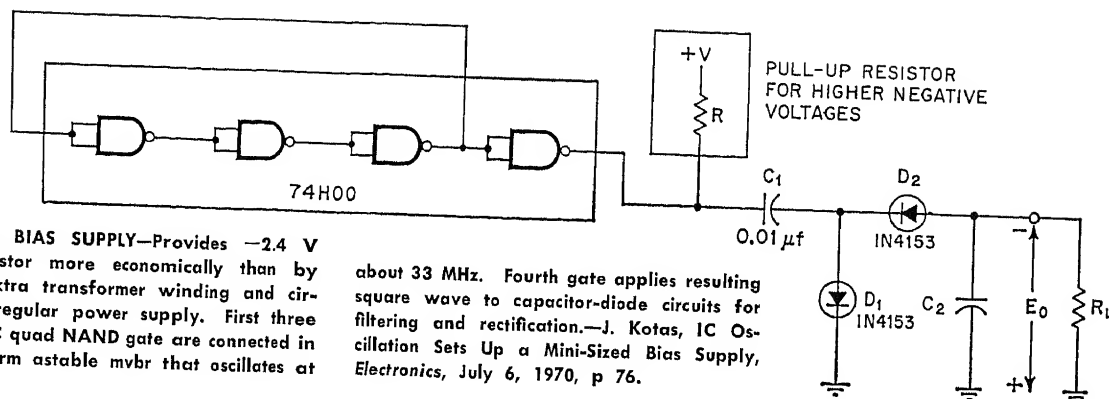 +V
R
PULL-UP RESISTOR
FOR HIGHER NEGATIVE
VOLTAGES
74H00
C1
0.01 µf
D2
IN4153
D1
IN4153
C2
−
E0
+
RL
BIAS SUPPLY—Provides −2.4 V
stor more economically than by
xtra transformer winding and cir-
regular power supply. First three
quad NAND gate are connected in
rm astable mvbr that oscillates at
about 33 MHz. Fourth gate applies resulting
square wave to capacitor-diode circuits for
filtering and rectification.—J. Kotas, IC Os-
cillation Sets Up a Mini-Sized Bias Supply,
Electronics, July 6, 1970, p 76.